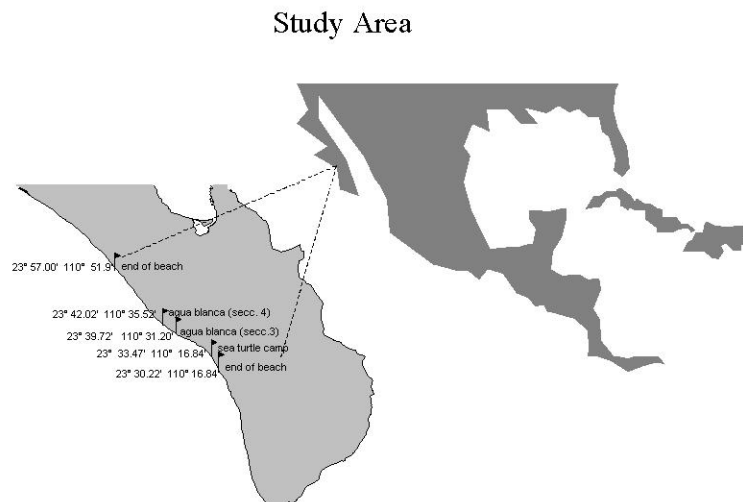 Study Area
23° 57.00' 110° 51.9' end of beach
23° 42.02' 110° 35.52' agua blanca (secc. 4)
23° 39.72' 110° 31.20' agua blanca (secc.3)
23° 33.47' 110° 16.84' sea turtle camp
23° 30.22' 110° 16.84' end of beach